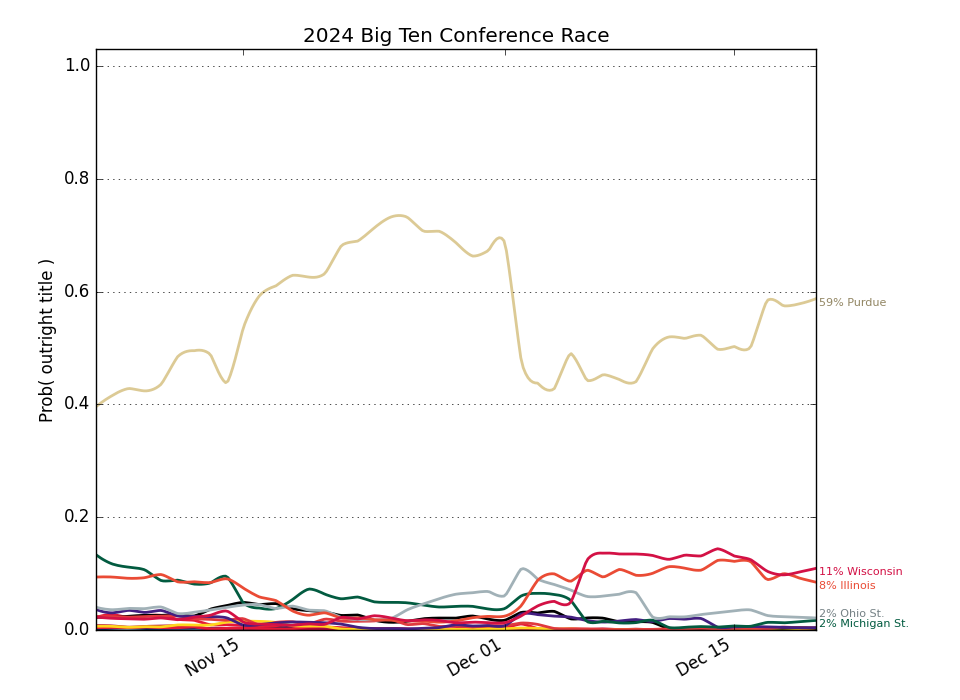 2024 Big Ten Conference Race
1.0
0.8
0.6
0.4
0.2
0.0
Prob( outright title )
59% Purdue
11% Wisconsin
8% Illinois
2% Ohio St.
2% Michigan St.
Nov 15
Dec 01
Dec 15